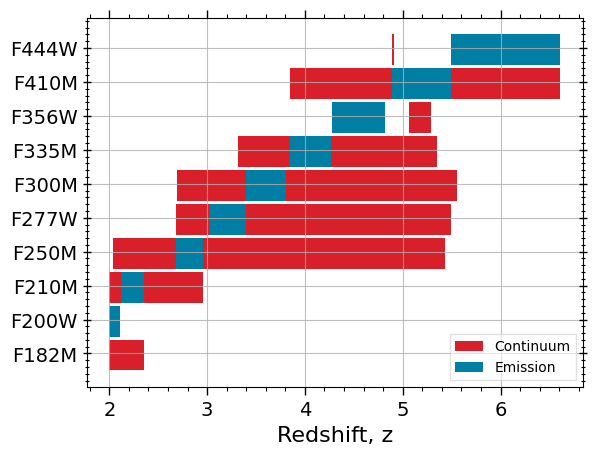 F444W
F410M
F356W
F335M
F300M
F277W
F250M
F210M
F200W
F182M
Continuum
Emission
2 3 4 5 6
Redshift, z